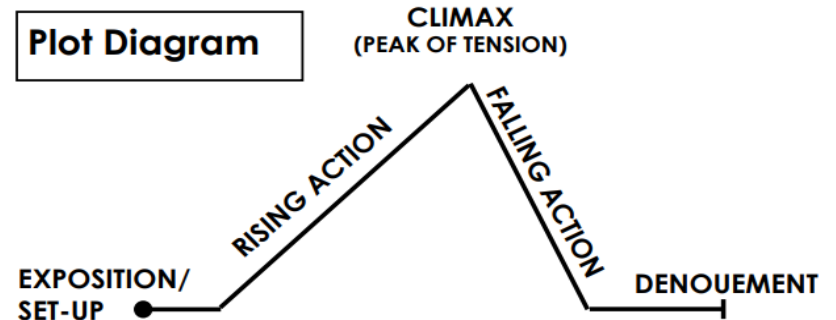 Plot Diagram
CLIMAX
(PEAK OF TENSION)
RISING ACTION
FALLING ACTION
EXPOSITION/
SET-UP
DENOUEMENT